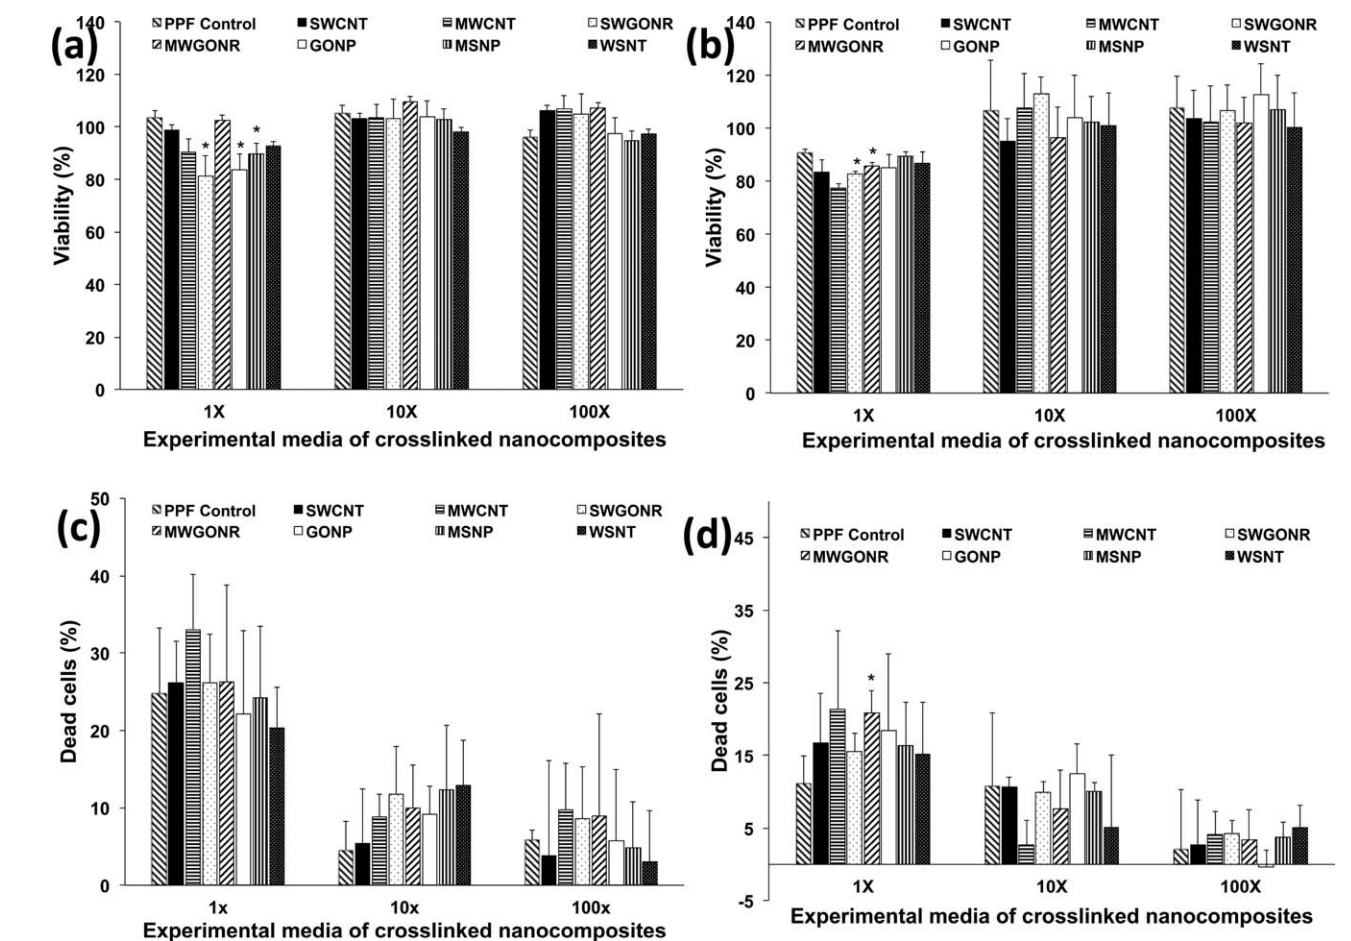 (a)
140
PPF Control SWCNT MWCNT SWGONR
MWGONR GONP MSNP WSNT
120
100
80
60
40
20
0
Viability (%)
* * *
1X 10X 100X
Experimental media of crosslinked nanocomposites
(b)
140
PPF Control SWCNT MWCNT SWGONR
MWGONR GONP MSNP WSNT
120
100
80
60
40
20
0
Viability (%)
* *
1X 10X 100X
Experimental media of crosslinked nanocomposites
(c)
50
PPF Control SWCNT MWCNT SWGONR
MWGONR GONP MSNP WSNT
40
30
20
10
0
Dead cells (%)
1x 10x 100x
Experimental media of crosslinked nanocomposites
(d)
PPF Control SWCNT MWCNT SWGONR
MWGONR GONP MSNP WSNT
45
35
25
15
5
-5
Dead cells (%)
*
1X 10X 100X
Experimental media of crosslinked nanocomposites